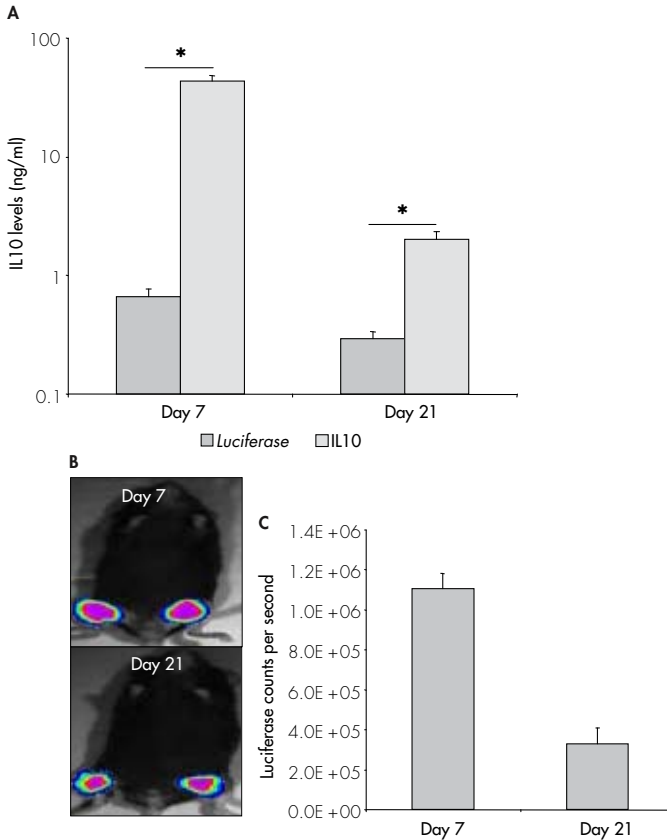 A
100
10
1
0.1
IL10 levels (ng/ml)
*
*
Day 7
Day 21
Luciferase
IL10
B
Day 7
Day 21
C
1.4E +06
1.2E +06
1.0E +06
8.0E +05
6.0E +05
4.0E +05
2.0E +05
0.0E +00
Luciferase counts per second
Day 7
Day 21